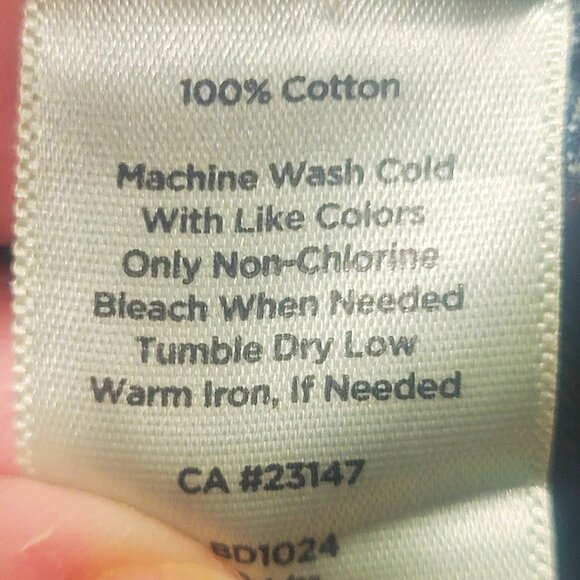 100% Cotton
Machine Wash Cold
With Like Colors
Only Non-Chlorine
Bleach When Needed
Tumble Dry Low
Warm Iron, If Needed
CA #23147
BD1024